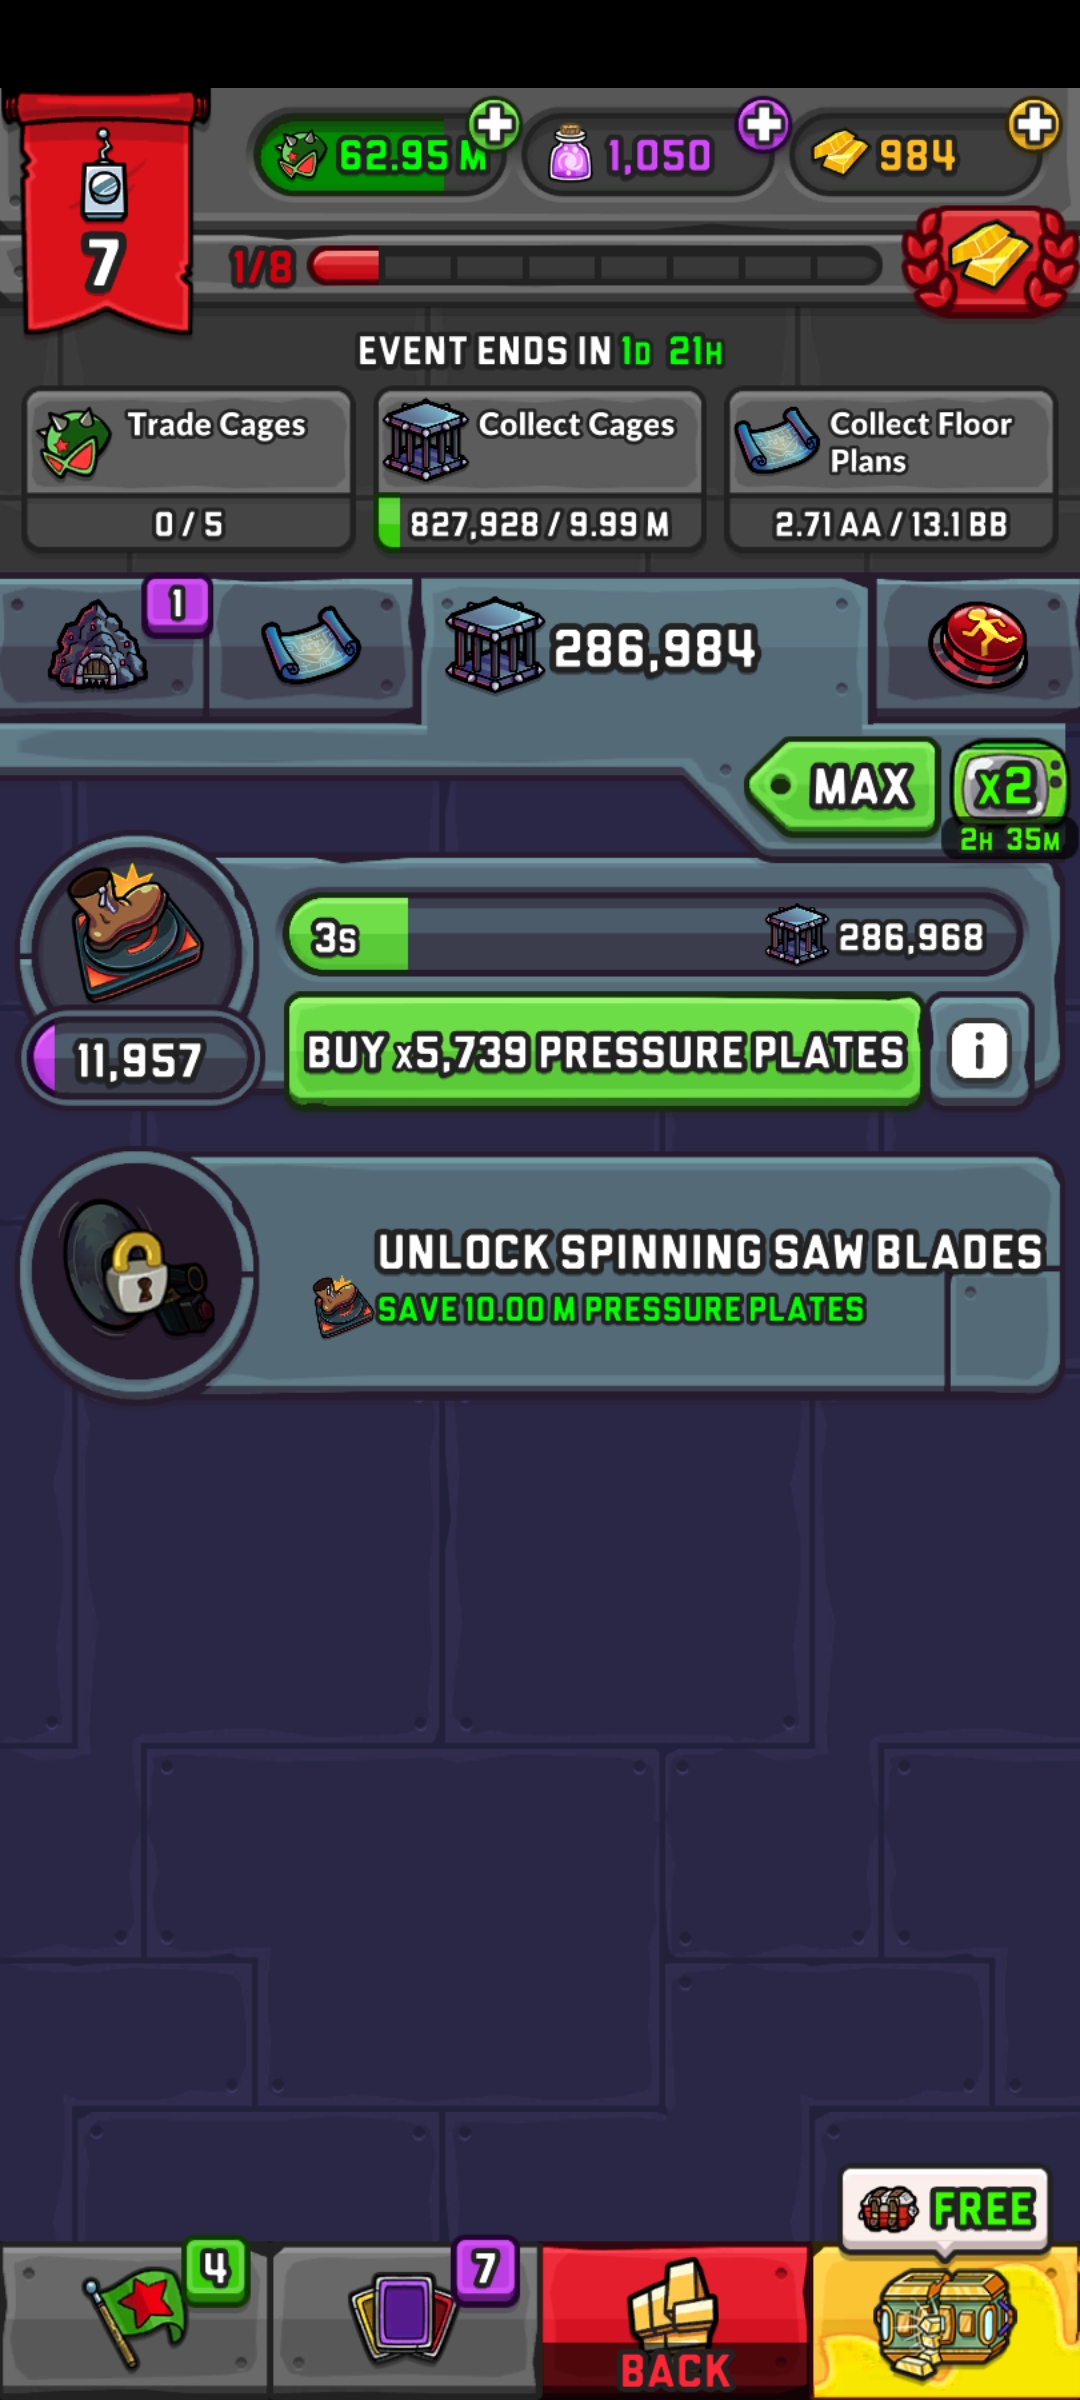 62.95 M
1,050
984
7
1/8
EVENT ENDS IN 1D 21H
Trade Cages
0 / 5
Collect Cages
827,928 / 9.99 M
Collect Floor
Plans
2.71 AA / 13.1 BB
1
286,984
MAX
x2
2H 35M
3s
286,968
11,957
BUY x5,739 PRESSURE PLATES
i
UNLOCK SPINNING SAW BLADES
SAVE 10.00 M PRESSURE PLATES
FREE
4
7
BACK